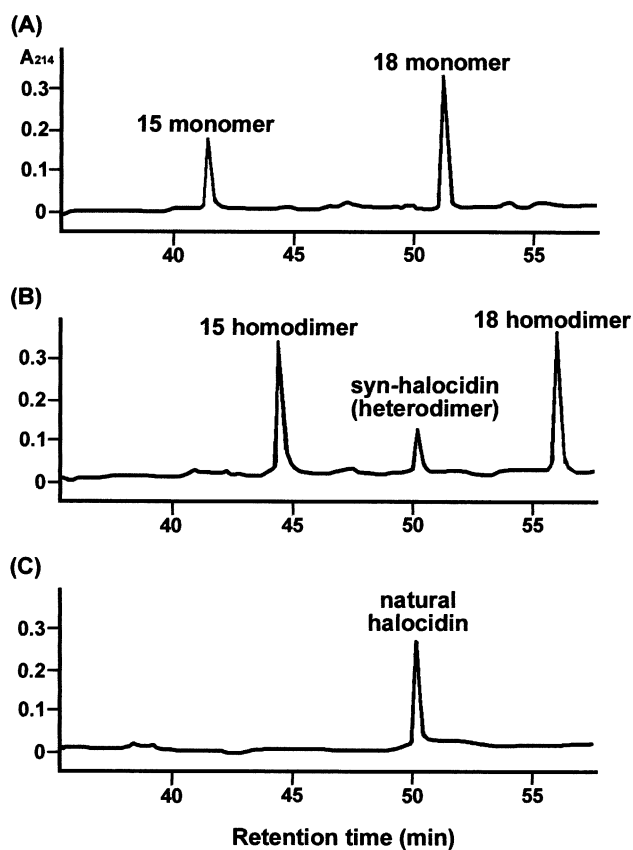 (A)
A214
18 monomer
0.3
15 monomer
0.2
0.1
0
40 45 50 55
(B)
15 homodimer 18 homodimer
0.3
syn-halocidin
(heterodimer)
0.2
0.1
0
40 45 50 55
(C)
natural
halocidin
0.3
0.2
0.1
0
40 45 50 55
Retention time (min)